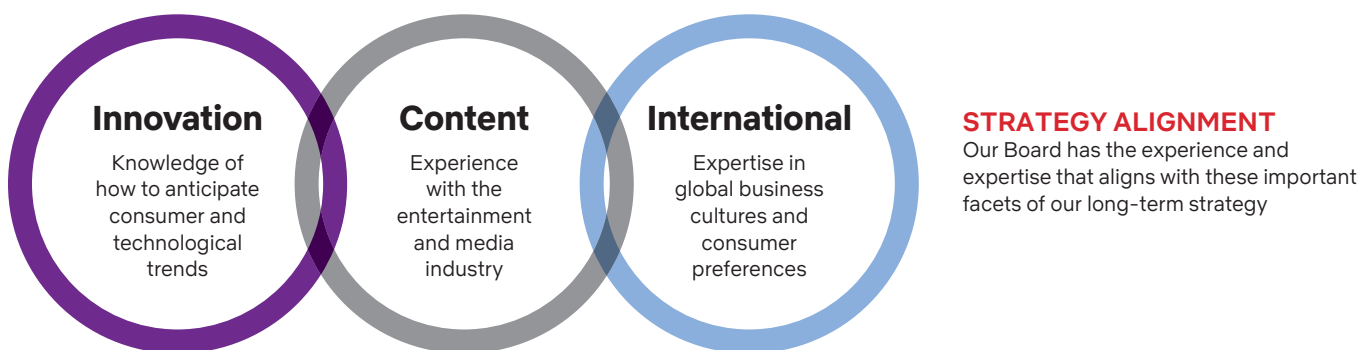 Innovation
Knowledge of
how to anticipate
consumer and
technological
trends
Content
Experience
with the
entertainment
and media
industry
International
Expertise in
global business
cultures and
consumer
preferences
STRATEGY ALIGNMENT
Our Board has the experience and
expertise that aligns with these important
facets of our long-term strategy